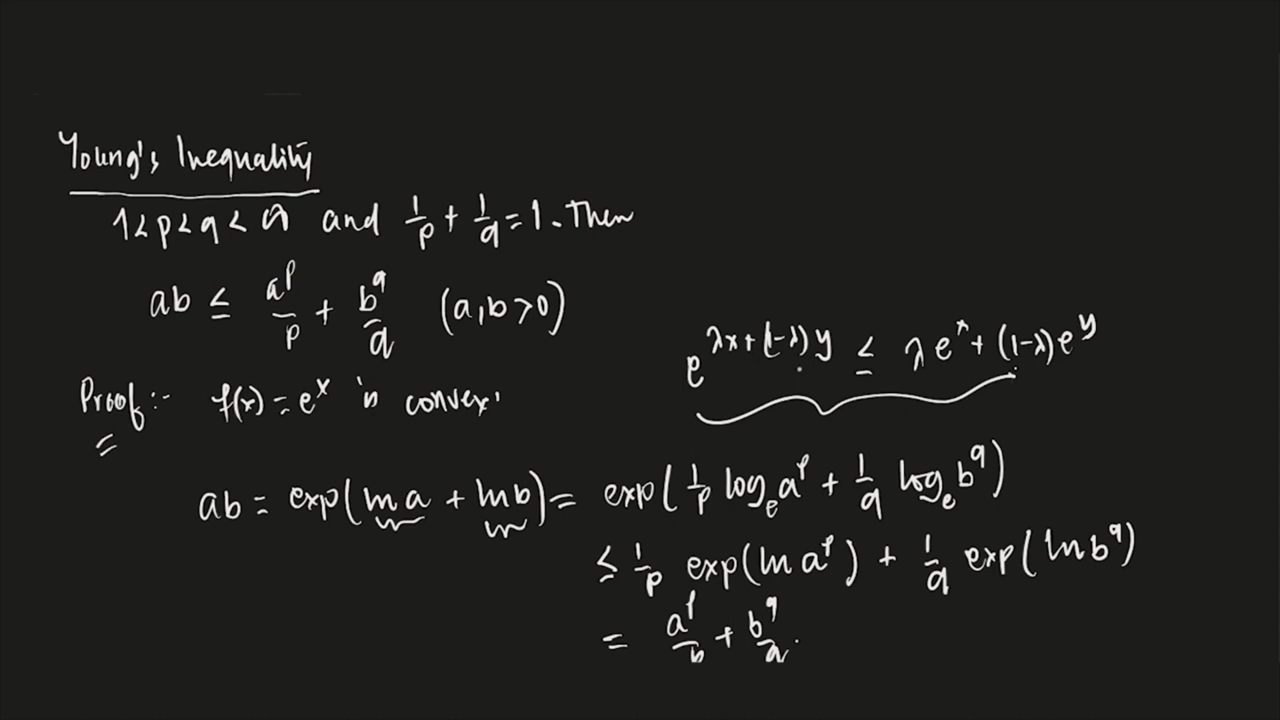 Young's Inequality
1 < p < q < ∞ and 1/p + 1/q = 1. Then
ab ≤ a^p/p + b^q/q (a, b > 0)
e^{λx + (1-λ)y} ≤ λe^x + (1-λ)e^y
Proof:- f(x) = e^x is convex.
ab = exp(ln a + ln b) = exp(1/p log_e a^p + 1/q log_e b^q)
≤ 1/p exp(ln a^p) + 1/q exp(ln b^q)
= a^p/p + b^q/q.